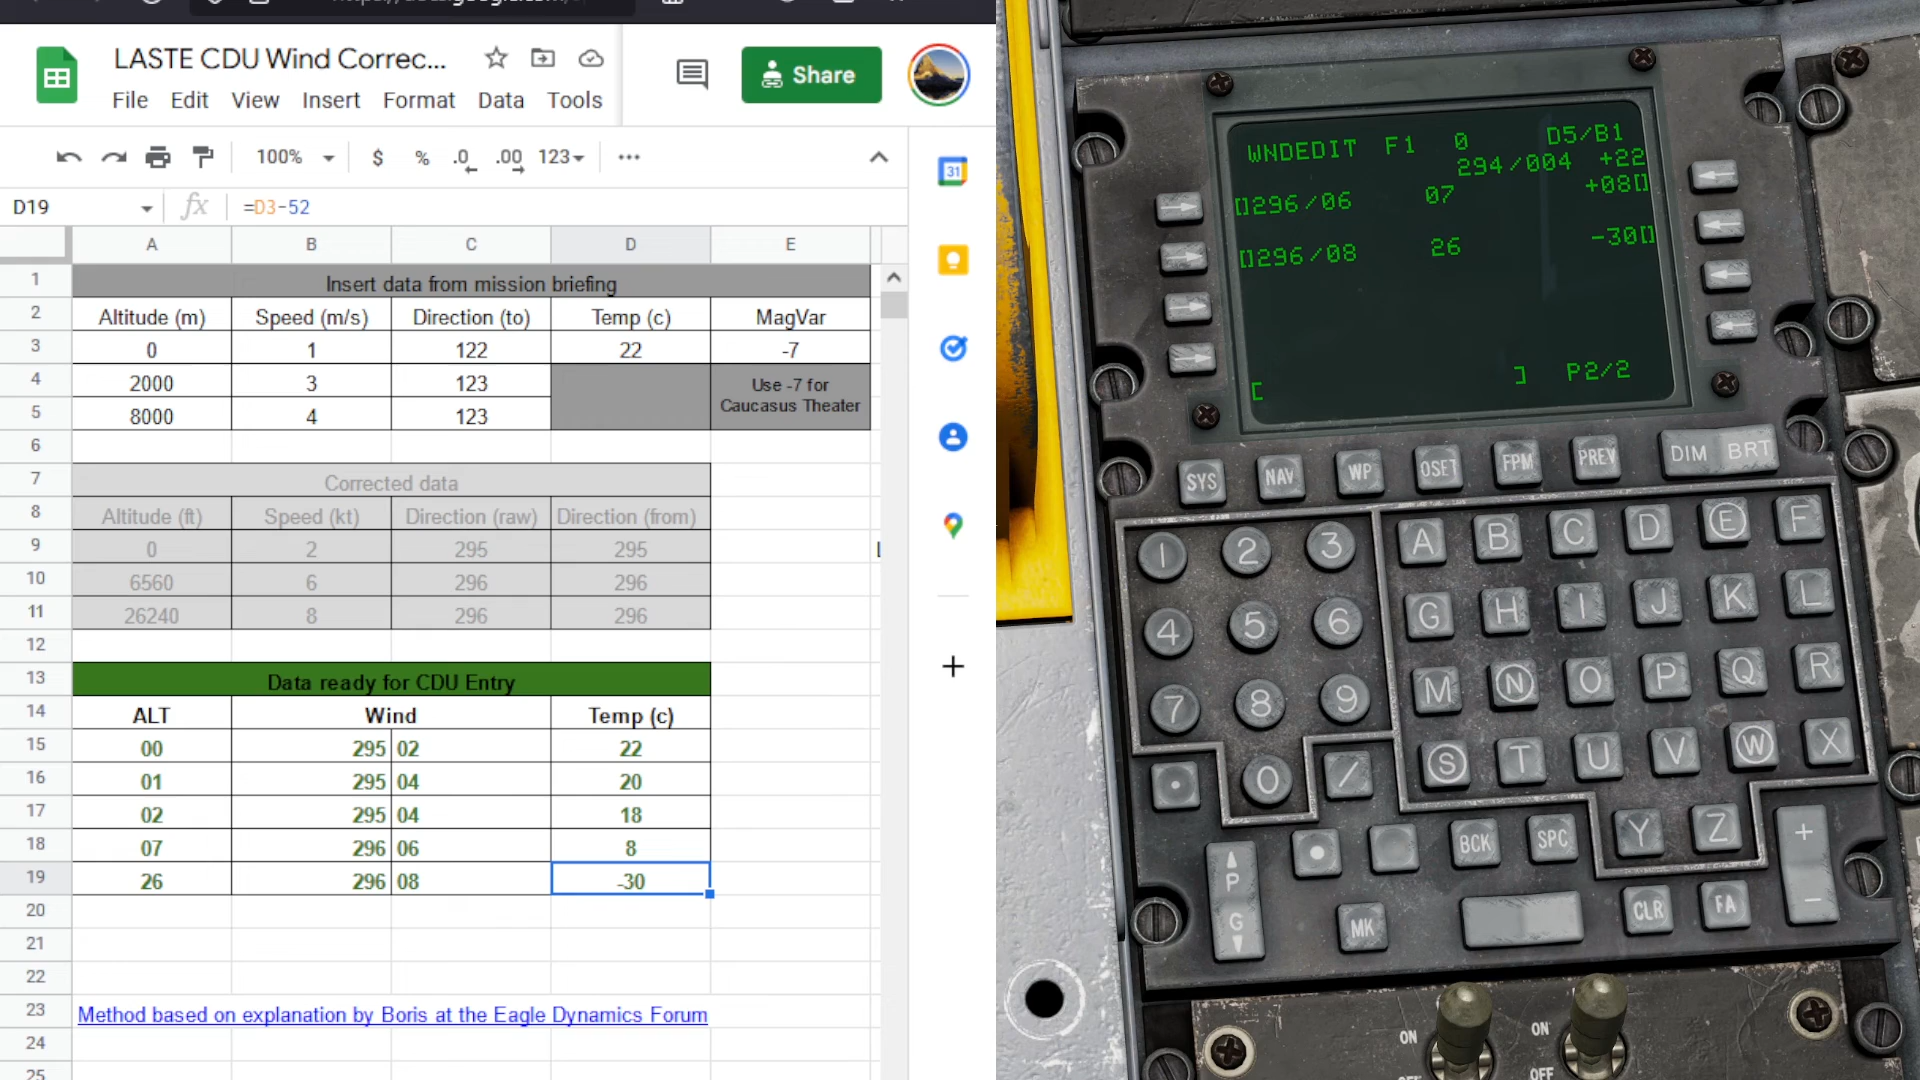 LASTE CDU Wind Correc...
Share
File Edit View Insert Format Data Tools
100% $ % .0 .00 123
D19 fx =D3-52
31
A B C D E
1 Insert data from mission briefing
2 Altitude (m) Speed (m/s) Direction (to) Temp (c) MagVar
3 0 1 122 22 -7
4 2000 3 123 Use -7 for
5 8000 4 123 Caucasus Theater
6
7 Corrected data
8 Altitude (ft) Speed (kt) Direction (raw) Direction (from)
9 0 2 295 295
10 6560 6 296 296
11 26240 8 296 296
12
13 Data ready for CDU Entry
14 ALT Wind Temp (c)
15 00 295 02 22
16 01 295 04 20
17 02 295 04 18
18 07 296 06 8
19 26 296 08 -30
20
21
22
23 Method based on explanation by Boris at the Eagle Dynamics Forum
24
25
WNDEDIT F1 0 D5/B1
294/004 +22
[]296/06 07 +08[]
[]296/08 26 -30[]
[ ] P2/2
SYS NAV WP OSET FPM PREV DIM BRT
1 2 3 A B C D E F
4 5 6 G H I J K L
7 8 9 M N O P Q R
0 / S T U V W X
BCK SPC Y Z +
P G MK CLR FA -
ON ON
OFF